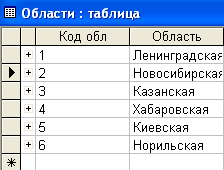 Области : таблица
Код обл Область
+ 1 Ленинградская
+ 2 Новосибирская
+ 3 Казанская
+ 4 Хабаровская
+ 5 Киевская
+ 6 Норильская